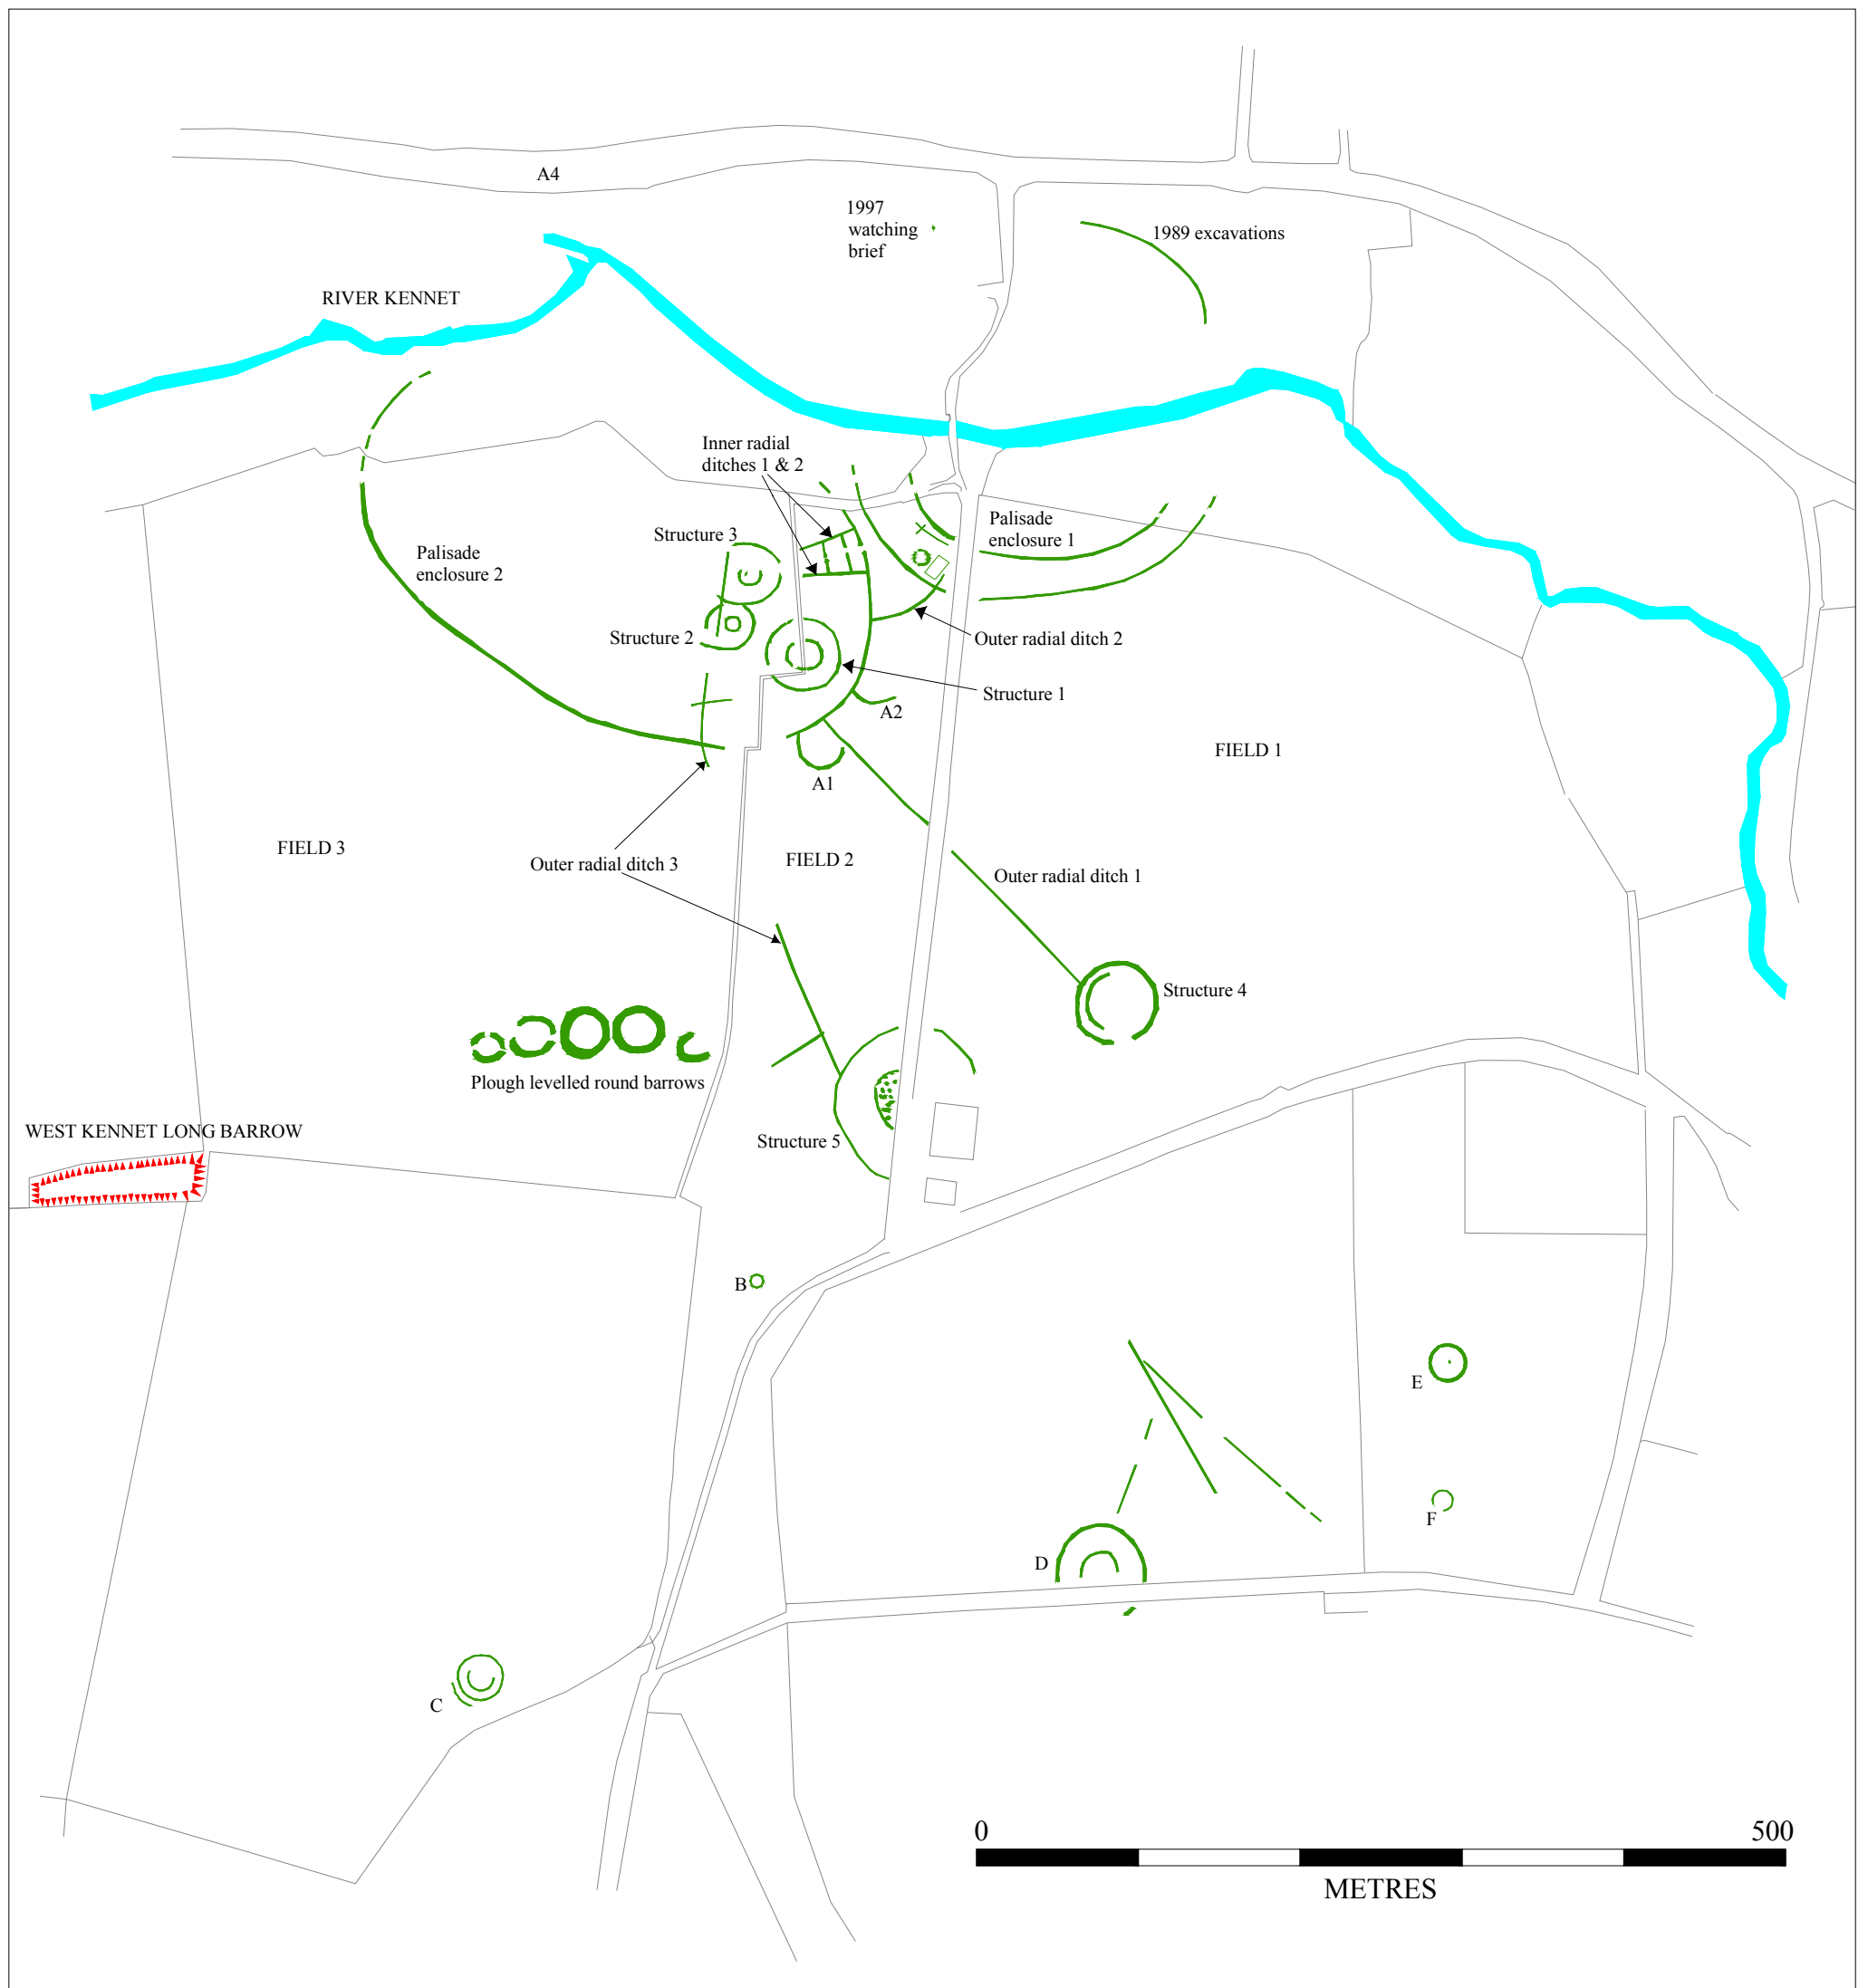 A4
1997
watching
brief
1989 excavations
RIVER KENNET
Inner radial
ditches 1 & 2
Palisade
enclosure 1
Structure 3
Palisade
enclosure 2
Structure 2
Outer radial ditch 2
Structure 1
A2
FIELD 1
A1
FIELD 3
Outer radial ditch 3
FIELD 2
Outer radial ditch 1
Structure 4
Plough levelled round barrows
WEST KENNET LONG BARROW
Structure 5
B
E
F
D
C
0 500
METRES